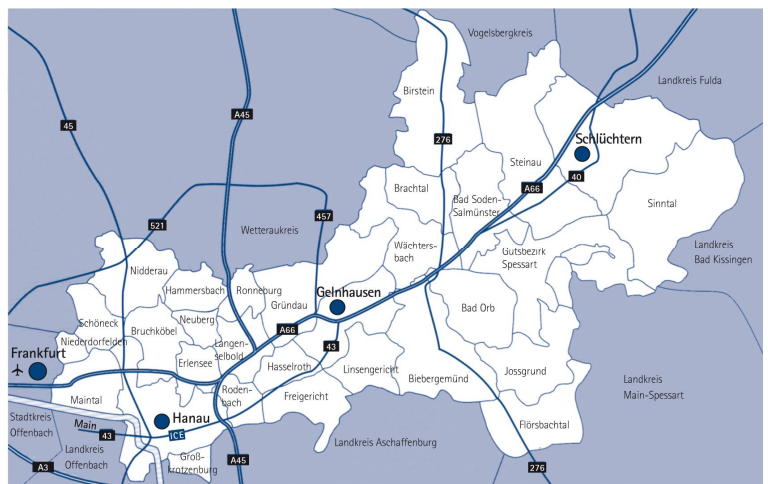 Vogelsbergkreis
Landkreis Fulda
Birstein
A45
45
276
Schlüchtern
Steinau
40
A66
Brachtal
Bad Soden-
Salmünster
Sinntal
457
521
Wetteraukreis
Wächters-
bach
Gutsbezirk
Spessart
Landkreis
Bad Kissingen
Nidderau
Hammersbach
Ronneburg
Gelnhausen
Gründau
Bad Orb
Schöneck
Bruchköbel
Neuberg
A66
Niederdorfelden
Langen-
selbold
43
Frankfurt
Erlensee
Hasselroth
Linsengericht
Jossgrund
Biebergemünd
Landkreis
Main-Spessart
Maintal
Roden-
bach
Freigericht
Stadtkreis
Offenbach
Main
Hanau
Flörsbachtal
43
ICE
Landkreis Aschaffenburg
Landkreis
Offenbach
Groß-
krotzenburg
A45
A3
276